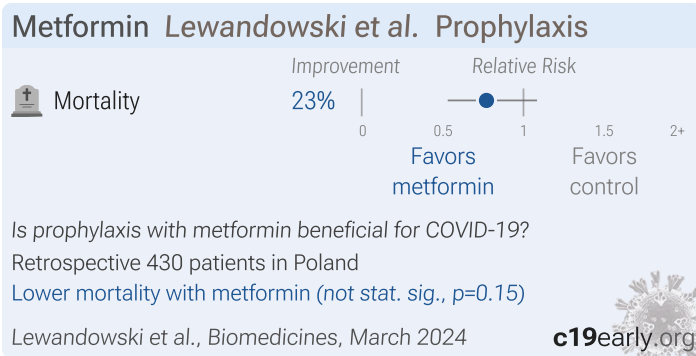 Metformin Lewandowski et al. Prophylaxis
Improvement Relative Risk
Mortality 23%
0 0.5 1 1.5 2+
Favors metformin Favors control
Is prophylaxis with metformin beneficial for COVID-19?
Retrospective 430 patients in Poland
Lower mortality with metformin (not stat. sig., p=0.15)
Lewandowski et al., Biomedicines, March 2024 c19early.org